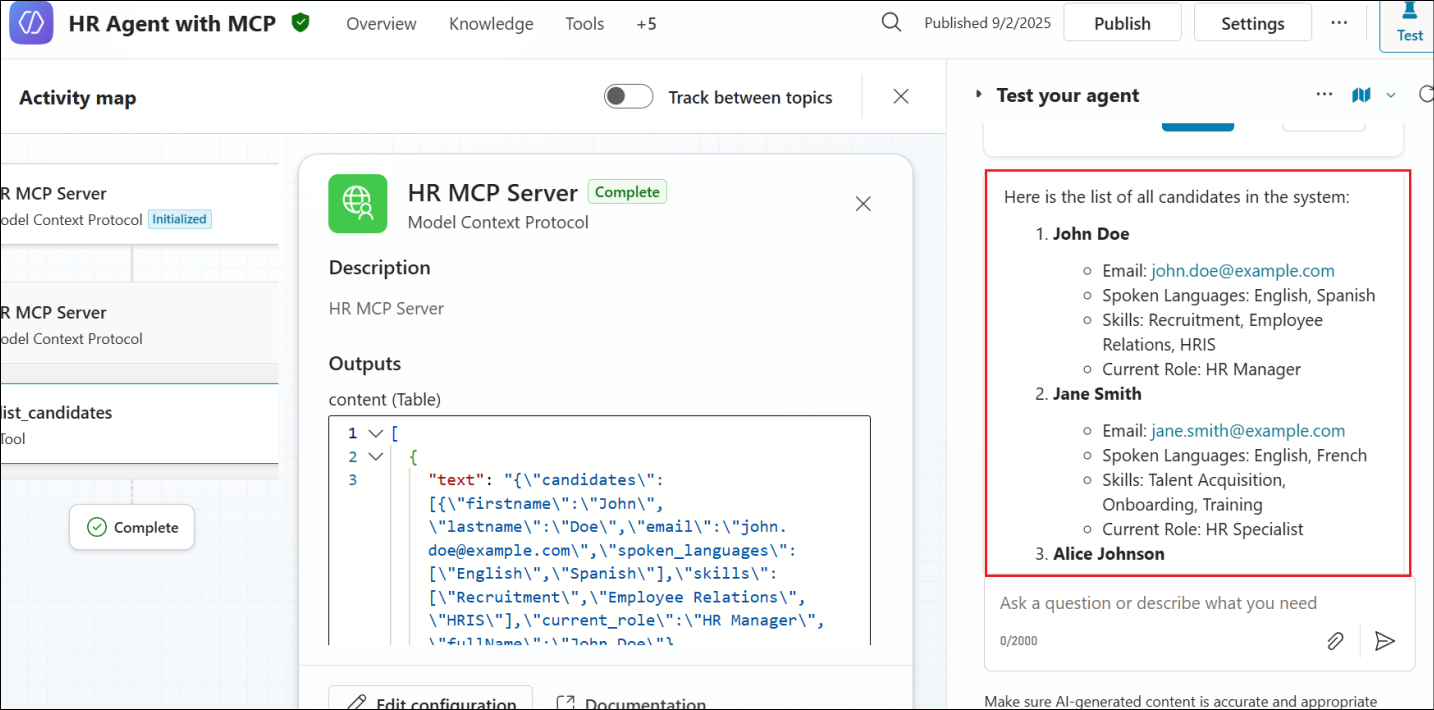 HR Agent with MCP
Overview
Knowledge
Tools
+5
Published 9/2/2025
Publish
Settings
Test
Activity map
Track between topics
R MCP Server
odel Context Protocol
Initialized
R MCP Server
odel Context Protocol
list_candidates
Tool
Complete
HR MCP Server
Complete
Model Context Protocol
Description
HR MCP Server
Outputs
content (Table)
1 [
2 {
3 "text": "{\"candidates\":
[{\"firstname\":\"John\",
\"lastname\":\"Doe\",\"email\":\"john.
doe@example.com\",\"spoken_languages\":
[\"English\",\"Spanish\"],\"skills\":
[\"Recruitment\",\"Employee Relations\",
\"HRIS\"],\"current_role\":\"HR Manager\",
\"fullName\":\"John Doe\"}
Edit configuration
Documentation
Test your agent
Here is the list of all candidates in the system:
1. John Doe
Email: john.doe@example.com
Spoken Languages: English, Spanish
Skills: Recruitment, Employee
Relations, HRIS
Current Role: HR Manager
2. Jane Smith
Email: jane.smith@example.com
Spoken Languages: English, French
Skills: Talent Acquisition,
Onboarding, Training
Current Role: HR Specialist
3. Alice Johnson
Ask a question or describe what you need
0/2000
Make sure AI-generated content is accurate and appropriate